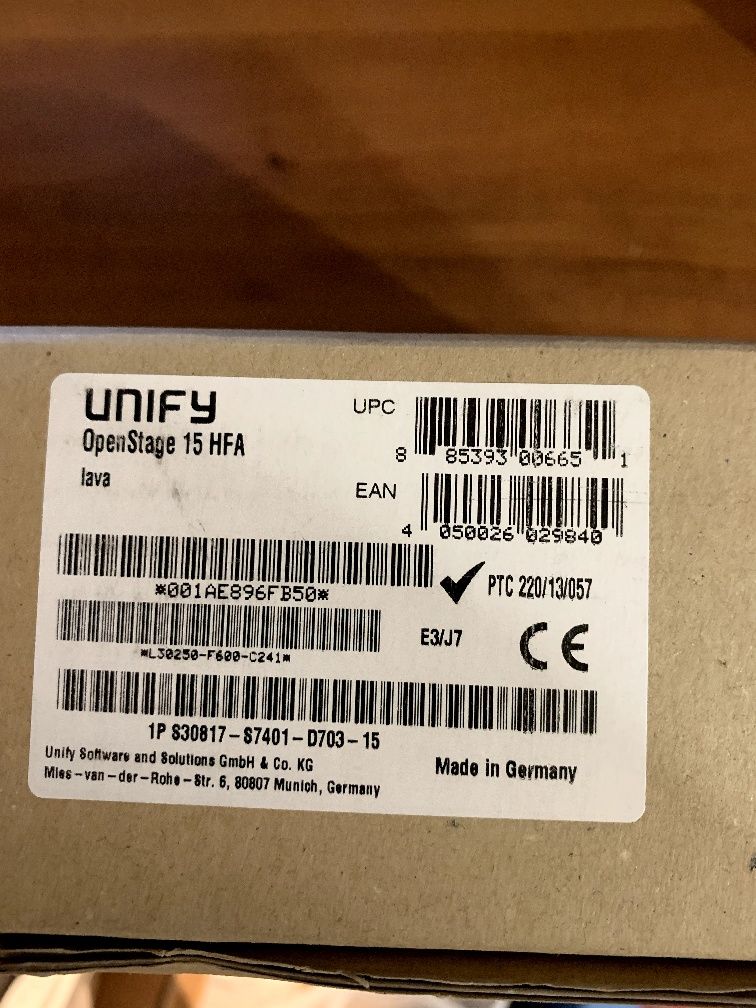 UNIFY
OpenStage 15 HFA
lava
UPC
8 85393 00665 1
EAN
4 050026 029840
*001AE896FB50*
PTC 220/13/057
*L30250-F600-C241*
E3/J7
CE
1P S30817-S7401-D703-15
Unify Software and Solutions GmbH & Co. KG
Mies-van-der-Rohe-Str. 6, 80807 Munich, Germany
Made in Germany